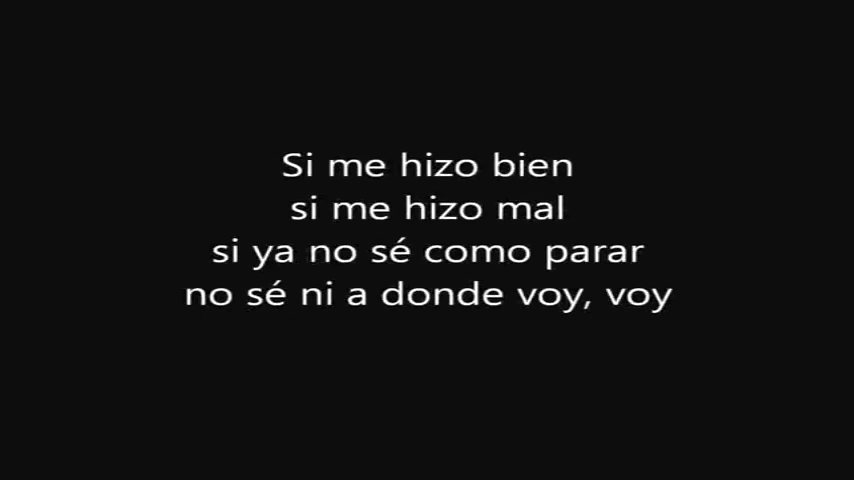 Si me hizo bien
si me hizo mal
si ya no sé como parar
no sé ni a donde voy, voy